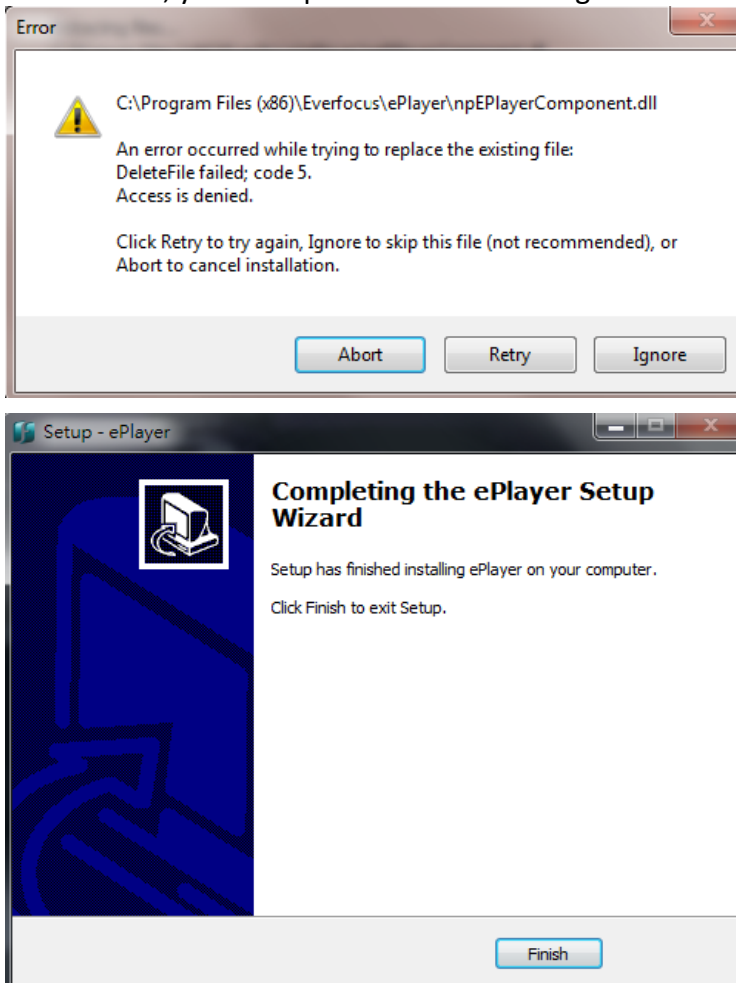 Error
C:\Program Files (x86)\Everfocus\ePlayer\npEPlayerComponent.dll
An error occurred while trying to replace the existing file:
DeleteFile failed; code 5.
Access is denied.
Click Retry to try again, Ignore to skip this file (not recommended), or
Abort to cancel installation.
Abort Retry Ignore
Setup - ePlayer
Completing the ePlayer Setup
Wizard
Setup has finished installing ePlayer on your computer.
Click Finish to exit Setup.
Finish